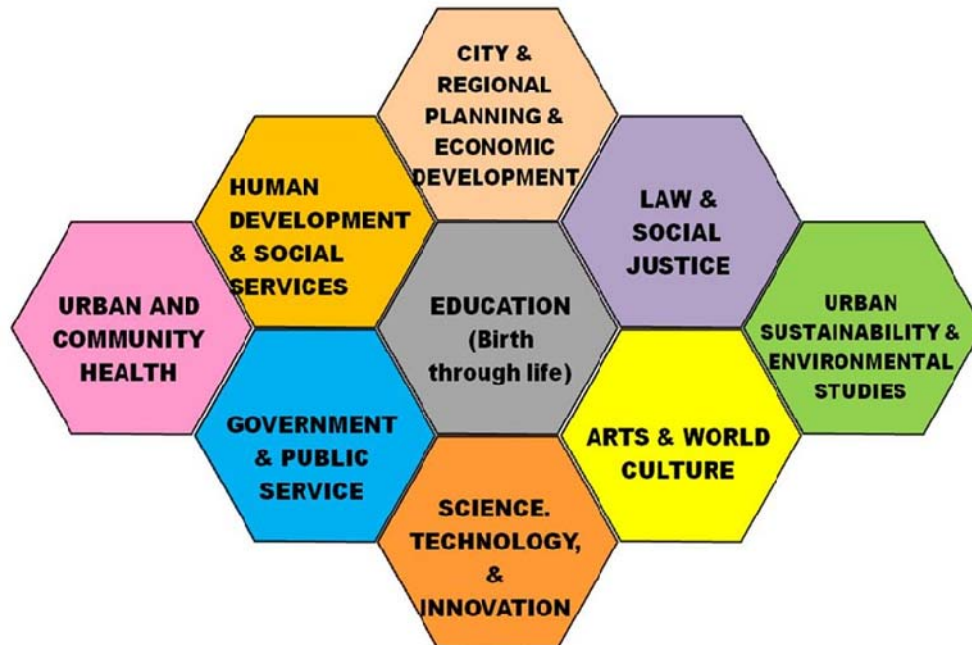 CITY &
REGIONAL
PLANNING &
ECONOMIC
DEVELOPMENT
HUMAN
DEVELOPMENT
& SOCIAL
SERVICES
LAW &
SOCIAL
JUSTICE
URBAN AND
COMMUNITY
HEALTH
EDUCATION
(Birth
through life)
URBAN
SUSTAINABILITY &
ENVIRONMENTAL
STUDIES
GOVERNMENT
& PUBLIC
SERVICE
ARTS & WORLD
CULTURE
SCIENCE.
TECHNOLOGY,
&
INNOVATION